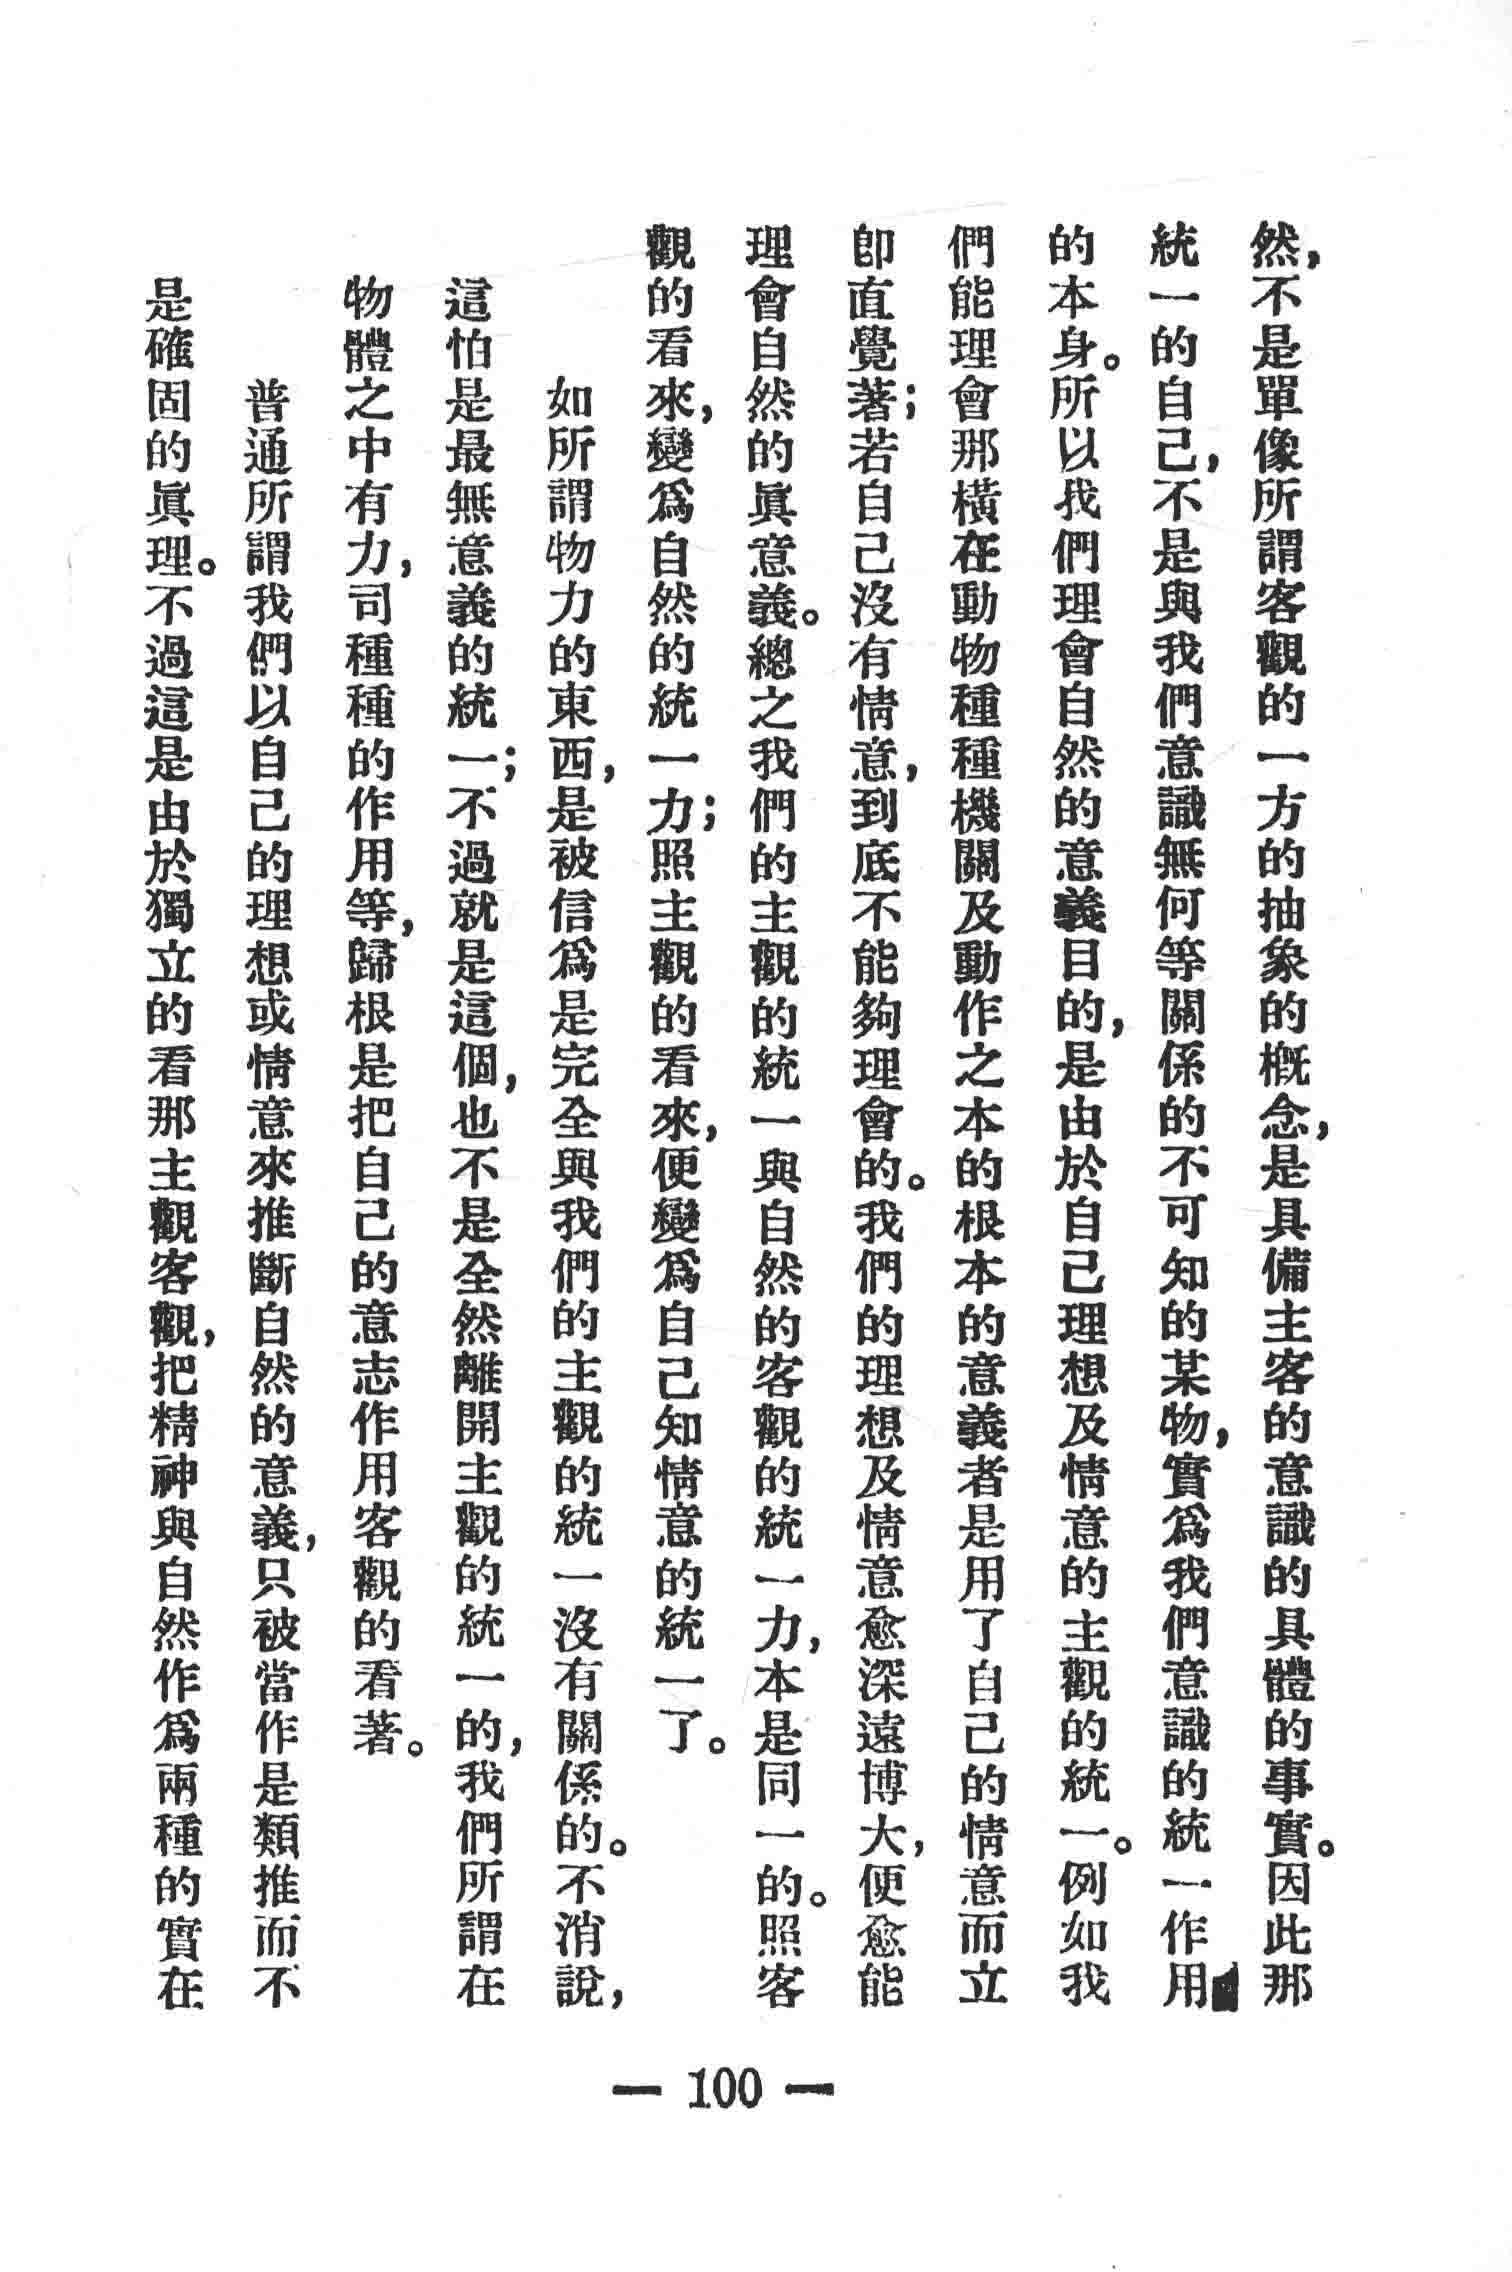 然，不是單像所謂客觀的一方的抽象的概念，是具備主客的意識的具體的事實。因此那
統一的自己，不是與我們意識無何等關係的不可知的某物，實爲我們意識的統一作用
的本身。所以我們理會自然的意義目的，是由於自己理想及情意的主觀的統一。例如我
們能理會那橫在動物種種機關及動作之本的根本的意義者是用了自己的情意而立
卽直覺著；若自己沒有情意，到底不能夠理會的。我們的理想及情意愈深遠博大，便愈能
理會自然的眞意義。總之我們的主觀的統一與自然的客觀的統一力，本是同一的。照客
觀的看來，變爲自然的統一力；照主觀的看來，便變爲自己知情意的統一了。
如所謂物力的東西，是被信爲是完全與我們的主觀的統一沒有關係的。不消說，
這怕是最無意義的統一；不過就是這個，也不是全然離開主觀的統一的，我們所謂在
物體之中有力，司種種的作用等，歸根是把自己的意志作用客觀的看著。
普通所謂我們以自己的理想或情意來推斷自然的意義，只被當作是類推而不
是確固的眞理。不過這是由於獨立的看那主觀客觀，把精神與自然作爲兩種的實在
— 100 —